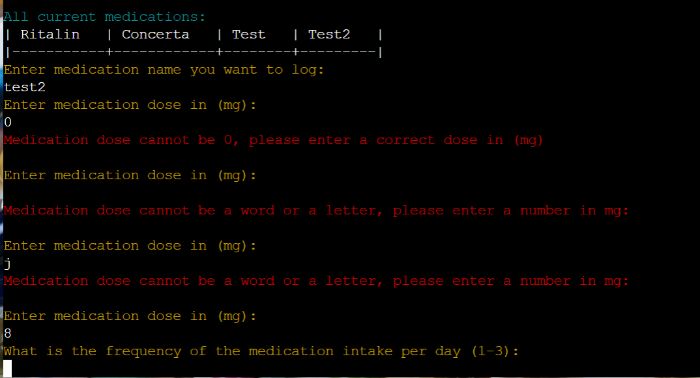 All current medications:
| Ritalin | Concerta | Test | Test2 |
|-----------+------------+--------+---------|
Enter medication name you want to log:
test2
Enter medication dose in (mg):
0
Medication dose cannot be 0, please enter a correct dose in (mg)
Enter medication dose in (mg):
Medication dose cannot be a word or a letter, please enter a number in mg:
Enter medication dose in (mg):
j
Medication dose cannot be a word or a letter, please enter a number in mg:
Enter medication dose in (mg):
8
What is the frequency of the medication intake per day (1-3):